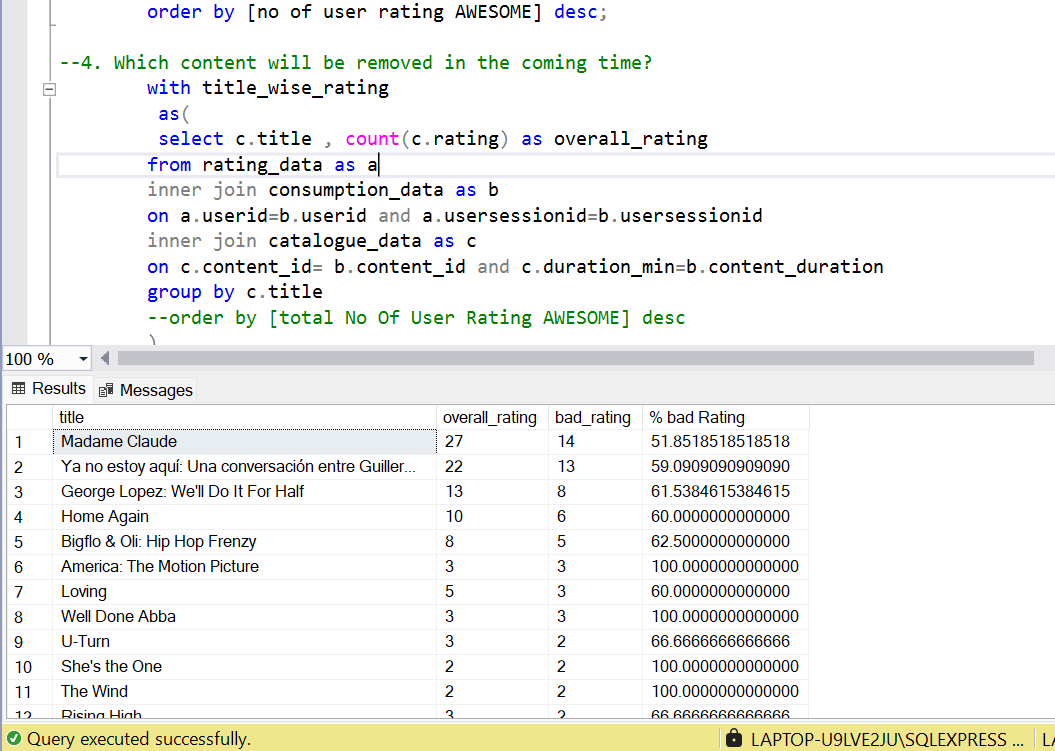 order by [no of user rating AWESOME] desc;
--4. Which content will be removed in the coming time?
with title_wise_rating
as(
select c.title , count(c.rating) as overall_rating
from rating_data as a
inner join consumption_data as b
on a.userid=b.userid and a.usersessionid=b.usersessionid
inner join catalogue_data as c
on c.content_id= b.content_id and c.duration_min=b.content_duration
group by c.title
--order by [total No Of User Rating AWESOME] desc
)
100 %
Results Messages
title overall_rating bad_rating % bad Rating
1 Madame Claude 27 14 51.8518518518518
2 Ya no estoy aquí: Una conversación entre Guiller... 22 13 59.0909090909090
3 George Lopez: We'll Do It For Half 13 8 61.5384615384615
4 Home Again 10 6 60.0000000000000
5 Bigflo & Oli: Hip Hop Frenzy 8 5 62.5000000000000
6 America: The Motion Picture 3 3 100.0000000000000
7 Loving 5 3 60.0000000000000
8 Well Done Abba 3 3 100.0000000000000
9 U-Turn 3 2 66.6666666666666
10 She's the One 2 2 100.0000000000000
11 The Wind 2 2 100.0000000000000
12 Rising High 3 2 66.6666666666666
Query executed successfully. LAPTOP-U9LVE2JU\SQLEXPRESS ... LA